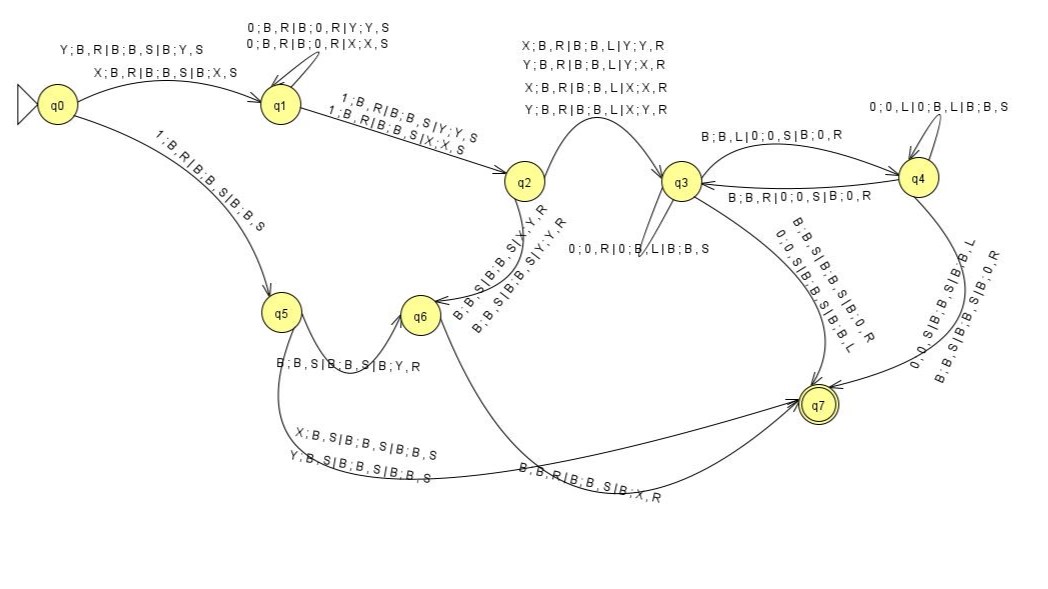 0;B,R|B;0,R|Y;Y,S
0;B,R|B;0,R|X;X,S
Y;B,R|B;B,S|B;Y,S
X;B,R|B;B,S|B;X,S
X;B,R|B;B,L|Y;Y,R
Y;B,R|B;B,L|Y;X,R
X;B,R|B;B,L|X;X,R
Y;B,R|B;B,L|X;Y,R
q0
q1
1;B,R|B;B,S|Y;Y,S
1;B,R|B;B,S|X;X,S
0;0,L|0;B,L|B;B,S
B;B,L|0;0,S|B;0,R
1;B,R|B;B,S|B;B,S
q2
q3
q4
B;B,R|0;0,S|B;0,R
0;0,R|0;B,L|B;B,S
B;B,S|B;B,S|X;Y,R
B;B,S|B;B,S|Y;Y,R
B;B,S|B;B,S|B;0,R
0;0,S|B;B,S|B;B,L
0;0,S|B;B,S|B;B,L
B;B,S|B;B,S|B;0,R
q5
q6
B;B,S|B;B,S|B;Y,R
q7
X;B,S|B;B,S|B;B,S
Y;B,S|B;B,S|B;B,S
B;B,R|B;B,S|B;X,R